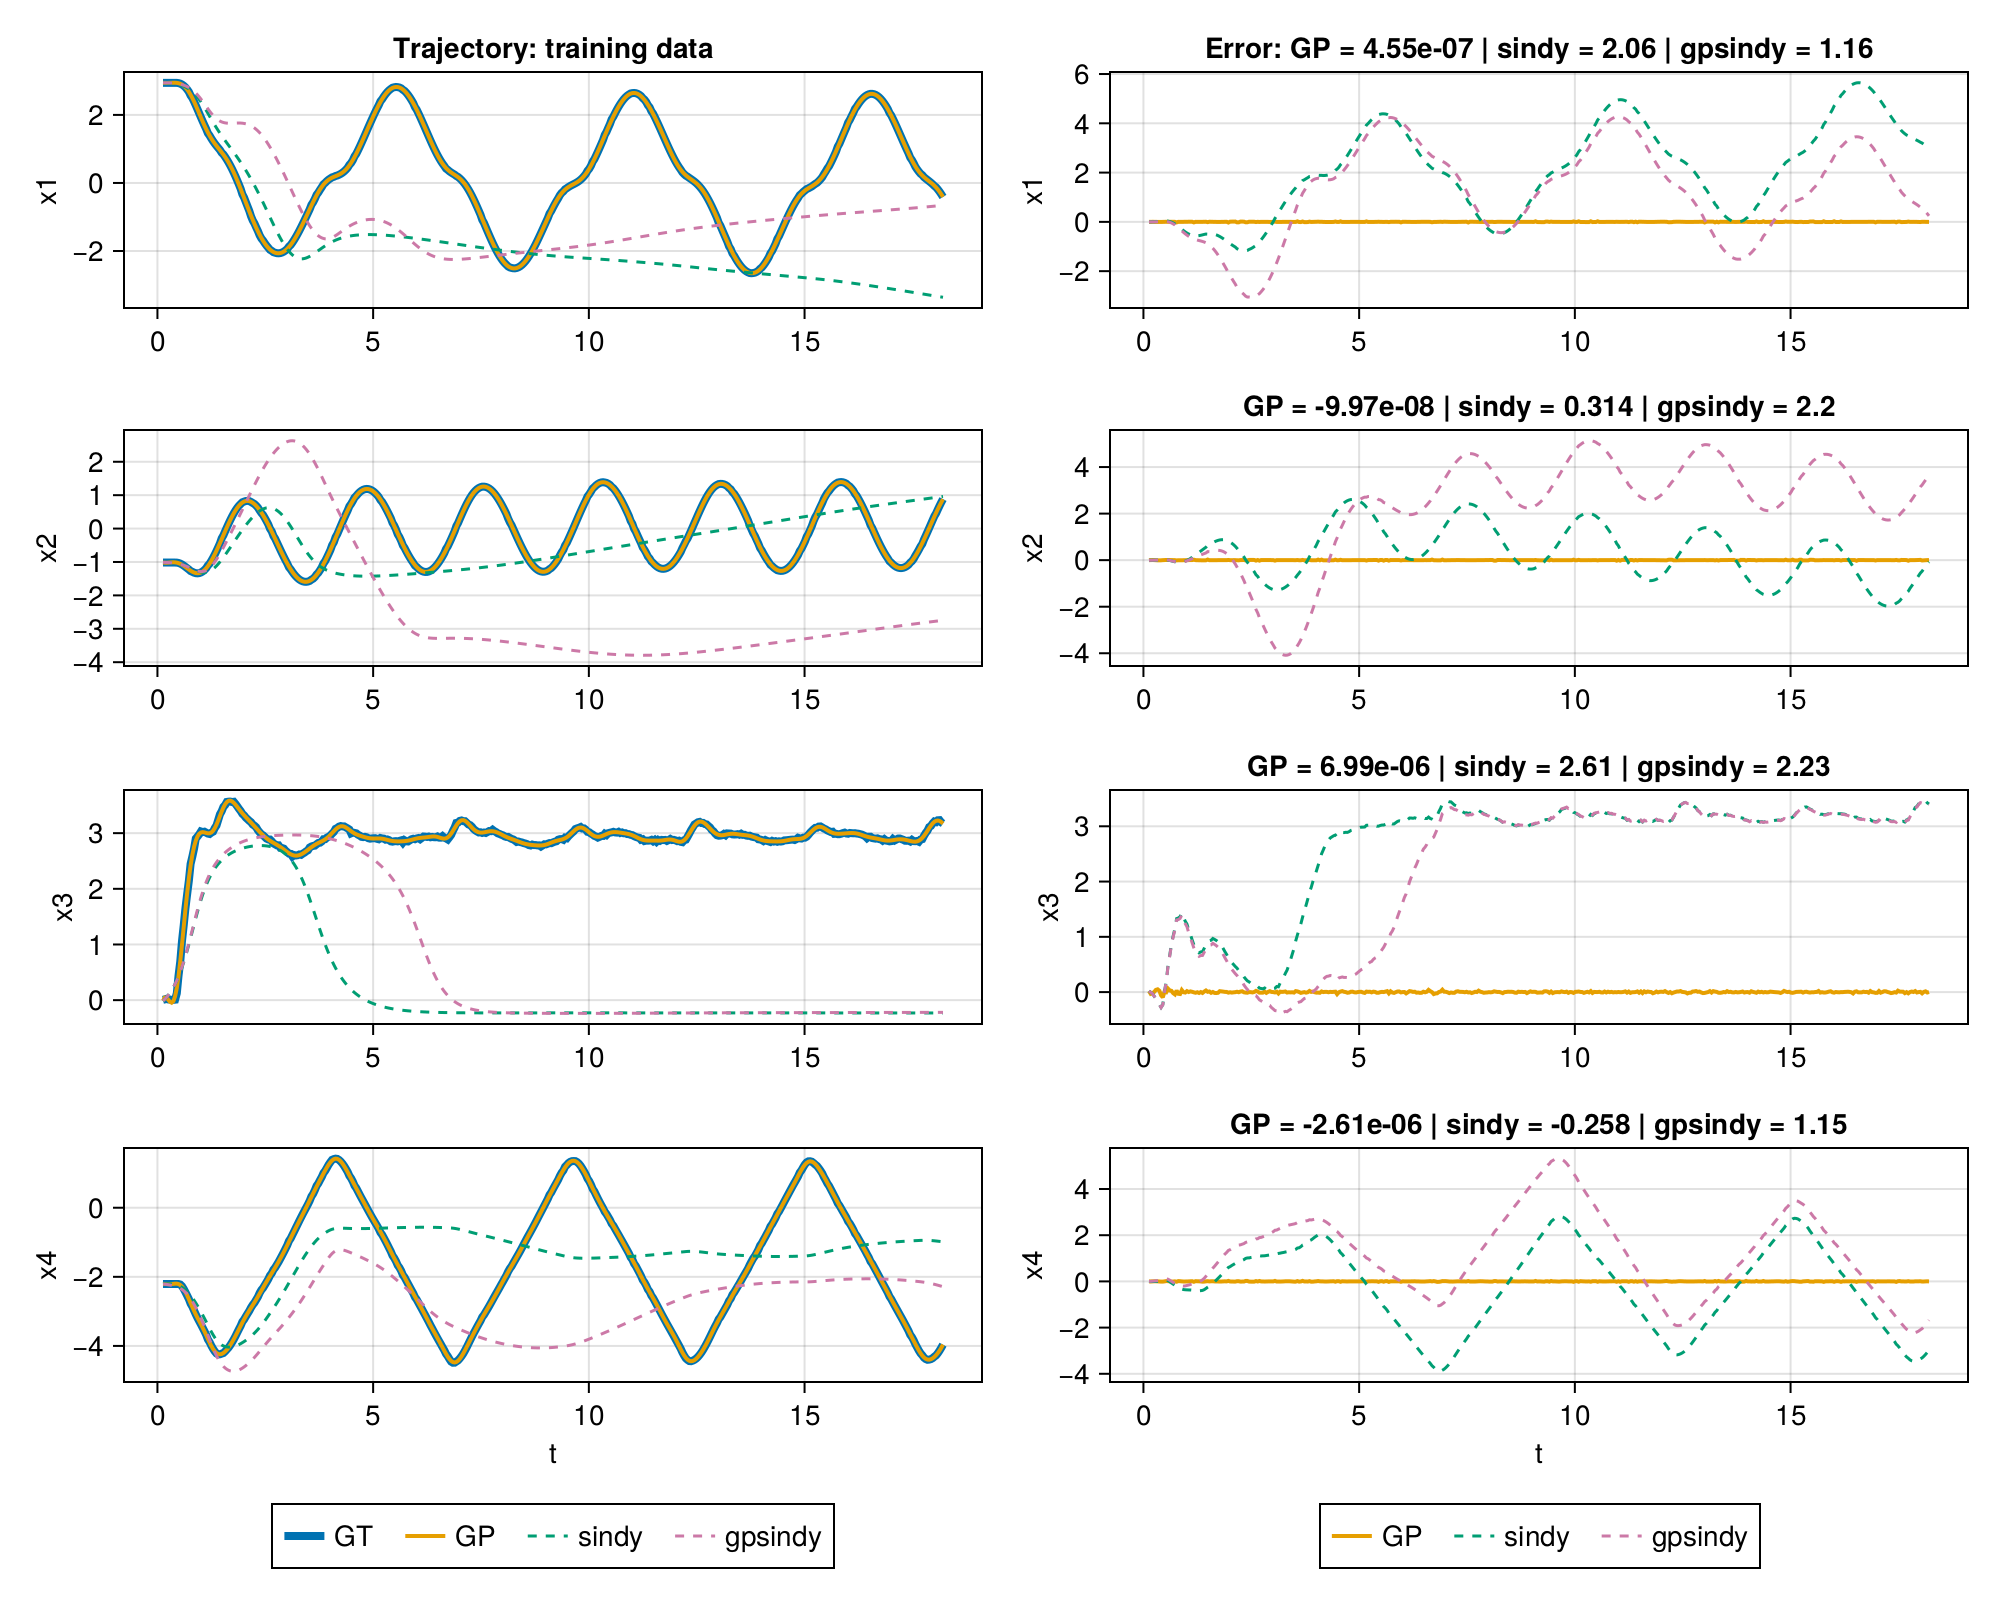 Trajectory: training data
x1
2
0
−2
0 5 10 15
Error: GP = 4.55e-07 | sindy = 2.06 | gpsindy = 1.16
x1
6
4
2
0
−2
0 5 10 15
x2
2
1
0
−1
−2
−3
−4
0 5 10 15
GP = -9.97e-08 | sindy = 0.314 | gpsindy = 2.2
x2
4
2
0
−2
−4
0 5 10 15
x3
3
2
1
0
0 5 10 15
GP = 6.99e-06 | sindy = 2.61 | gpsindy = 2.23
x3
3
2
1
0
0 5 10 15
x4
0
−2
−4
0 5 10 15
t
GP = -2.61e-06 | sindy = -0.258 | gpsindy = 1.15
x4
4
2
0
−2
−4
0 5 10 15
t
GT GP sindy gpsindy
GP sindy gpsindy